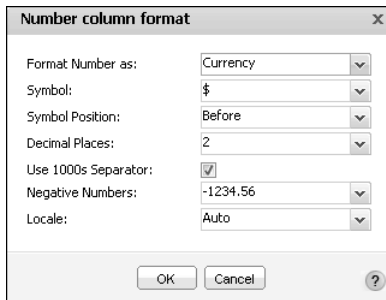 Number column format x
Format Number as: Currency
Symbol: $
Symbol Position: Before
Decimal Places: 2
Use 1000s Separator:
Negative Numbers: -1234.56
Locale: Auto
OK Cancel ?